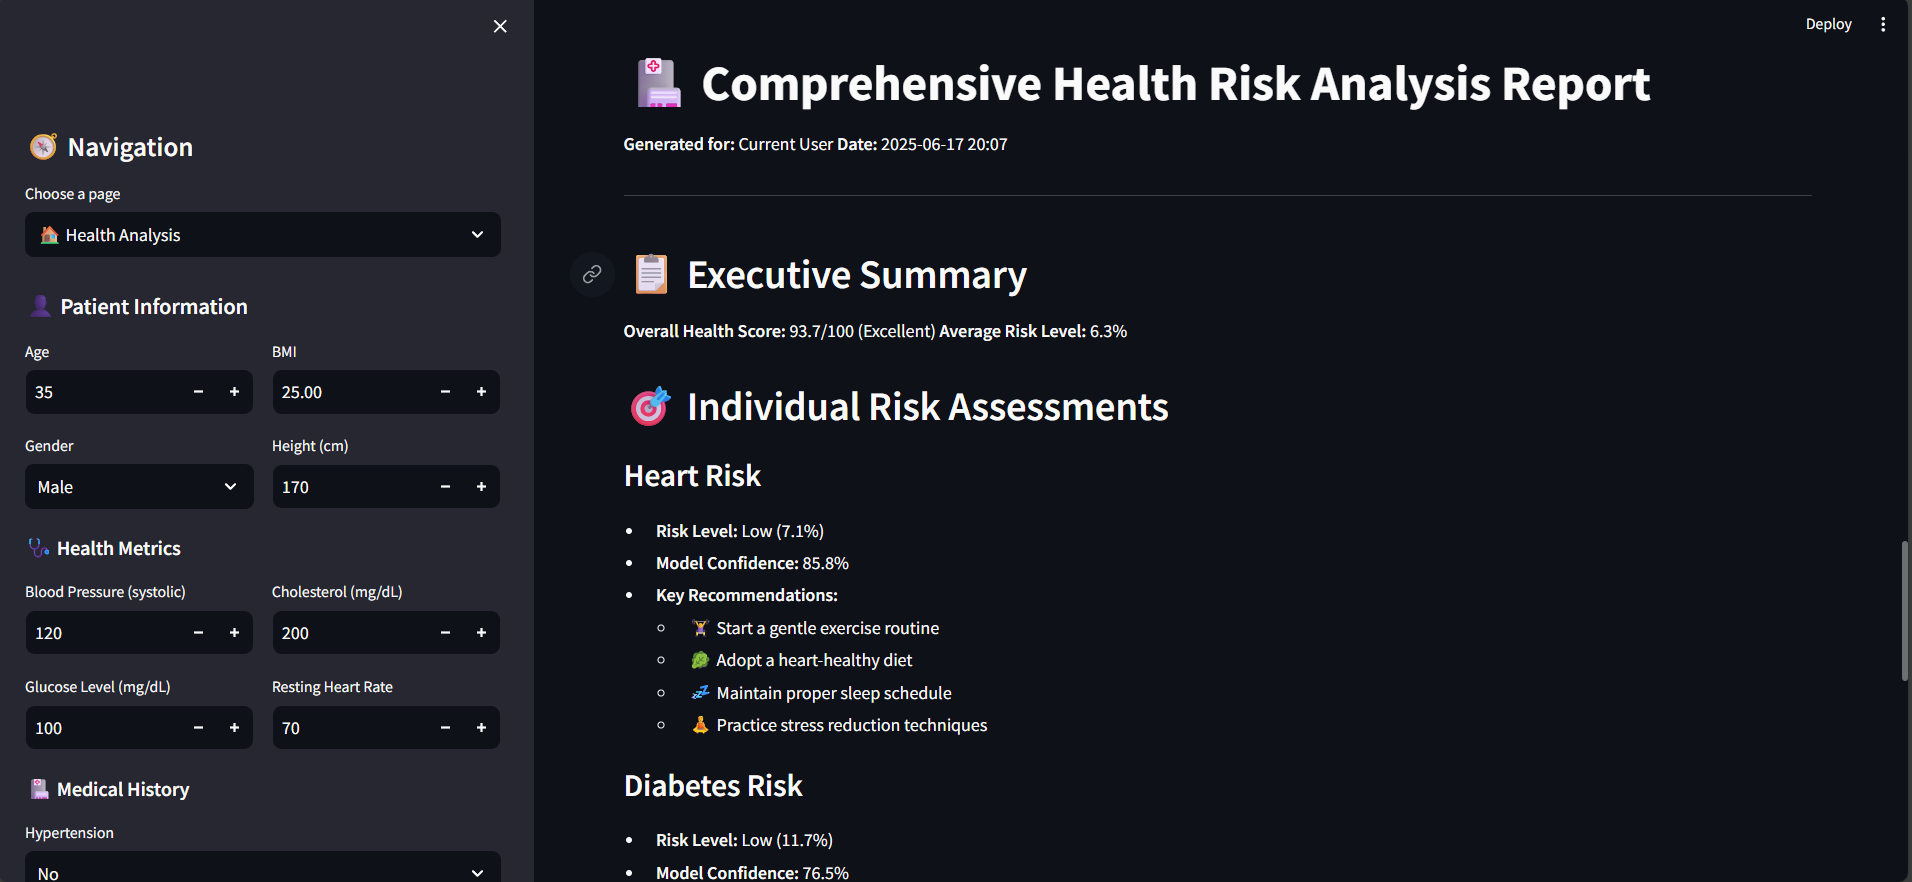 Deploy
Navigation
Choose a page
Health Analysis
Patient Information
Age
BMI
35
25.00
Gender
Height (cm)
Male
170
Health Metrics
Blood Pressure (systolic)
Cholesterol (mg/dL)
120
200
Glucose Level (mg/dL)
Resting Heart Rate
100
70
Medical History
Hypertension
No
Comprehensive Health Risk Analysis Report
Generated for: Current User Date: 2025-06-17 20:07
Executive Summary
Overall Health Score: 93.7/100 (Excellent) Average Risk Level: 6.3%
Individual Risk Assessments
Heart Risk
Risk Level: Low (7.1%)
Model Confidence: 85.8%
Key Recommendations:
Start a gentle exercise routine
Adopt a heart-healthy diet
Maintain proper sleep schedule
Practice stress reduction techniques
Diabetes Risk
Risk Level: Low (11.7%)
Model Confidence: 76.5%